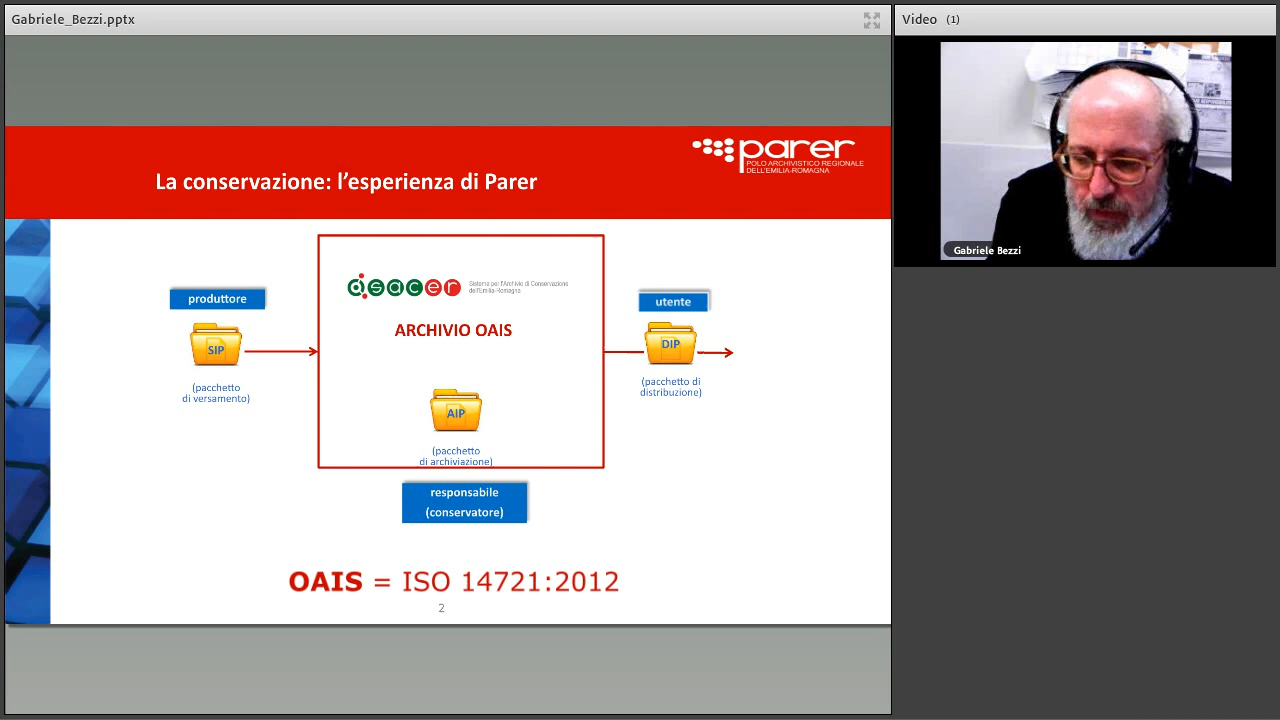 Gabriele_Bezzi.pptx
Video (1)
parer
POLO ARCHIVISTICO REGIONALE
DELL'EMILIA-ROMAGNA
La conservazione: l'esperienza di Parer
Gabriele Bezzi
produttore
SIP
(pacchetto
di versamento)
sacer
Sistema per l'Archivio di Conservazione
dell'Emilia-Romagna
ARCHIVIO OAIS
AIP
(pacchetto
di archiviazione)
utente
DIP
(pacchetto di
distribuzione)
responsabile
(conservatore)
OAIS = ISO 14721:2012
2